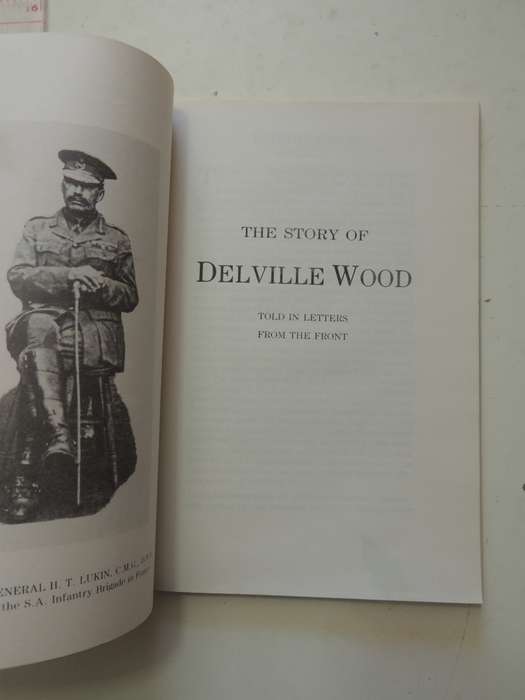 ENERAL H. T. LUKIN, C.M.G.,
the S.A. Infantry Brigade in
THE STORY OF
DELVILLE WOOD
TOLD IN LETTERS
FROM THE FRONT